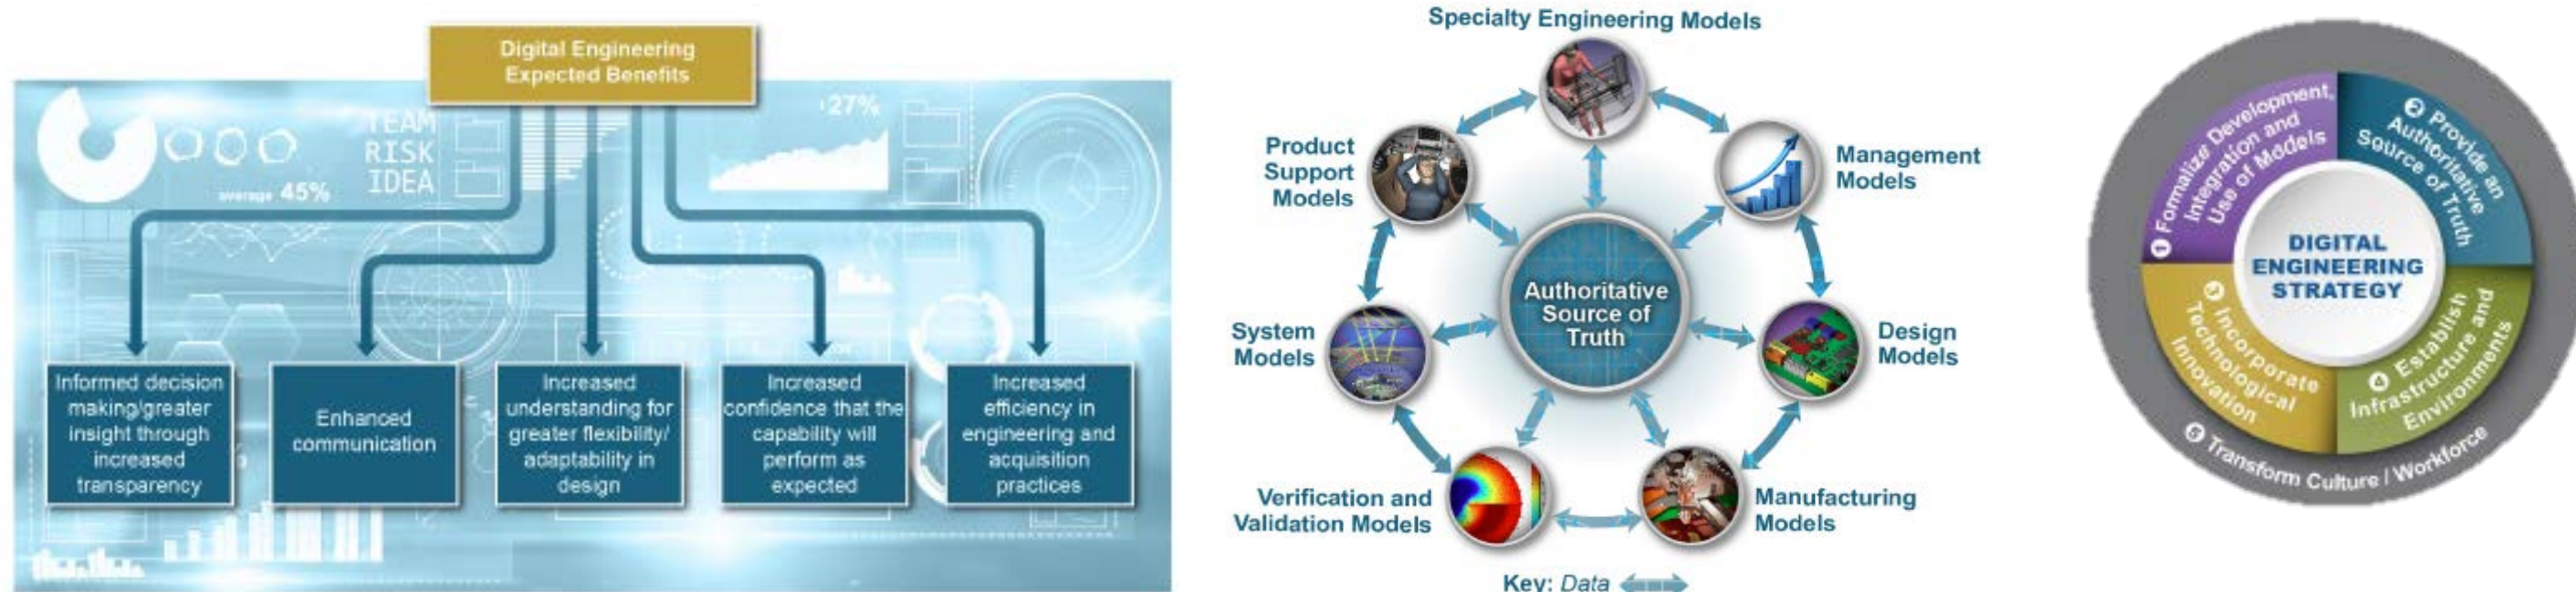 Digital Engineering
Expected Benefits
TEAM
RISK
IDEA
average 45%
27%
Informed decision
making/greater
insight through
increased
transparency
Enhanced
communication
Increased
understanding for
greater flexibility/
adaptability in
design
Increased
confidence that the
capability will
perform as
expected
Increased
efficiency in
engineering and
acquisition
practices
Specialty Engineering Models
Management
Models
Design
Models
Manufacturing
Models
Verification and
Validation Models
System
Models
Product
Support
Models
Authoritative
Source of
Truth
Key: Data
1 Formalize Development,
Integration and
Use of Models
2 Provide an
Authoritative
Source of Truth
3 Incorporate
Technological
Innovation
4 Establish
Infrastructure and
Environments
5 Transform Culture / Workforce
DIGITAL
ENGINEERING
STRATEGY